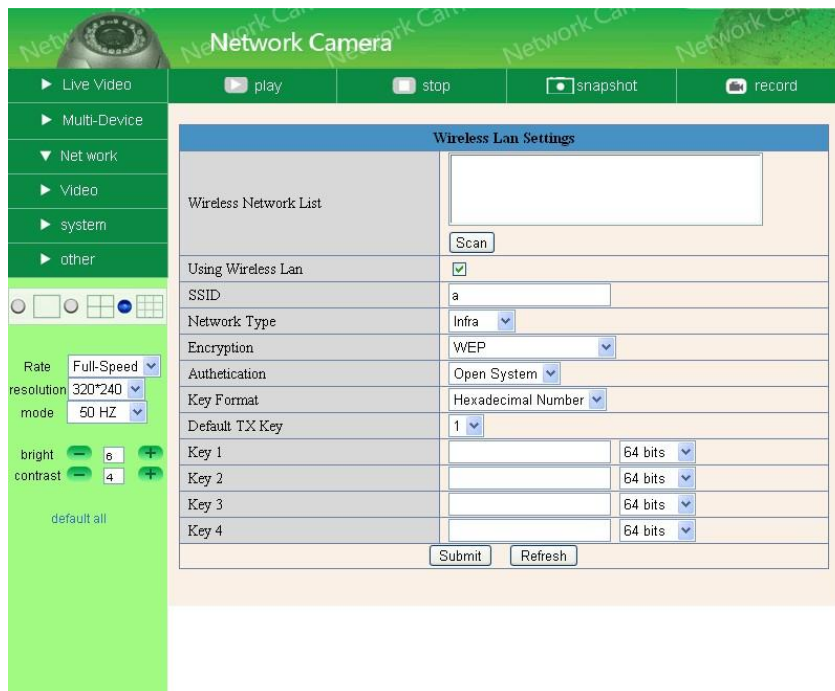 Network Camera
Live Video
play
stop
snapshot
record
Multi-Device
Net work
Video
system
other
Rate Full-Speed
resolution 320*240
mode 50 HZ
bright 6
contrast 4
default all
Wireless Lan Settings
Wireless Network List
Scan
Using Wireless Lan
SSID a
Network Type Infra
Encryption WEP
Authetication Open System
Key Format Hexadecimal Number
Default TX Key 1
Key 1 64 bits
Key 2 64 bits
Key 3 64 bits
Key 4 64 bits
Submit Refresh